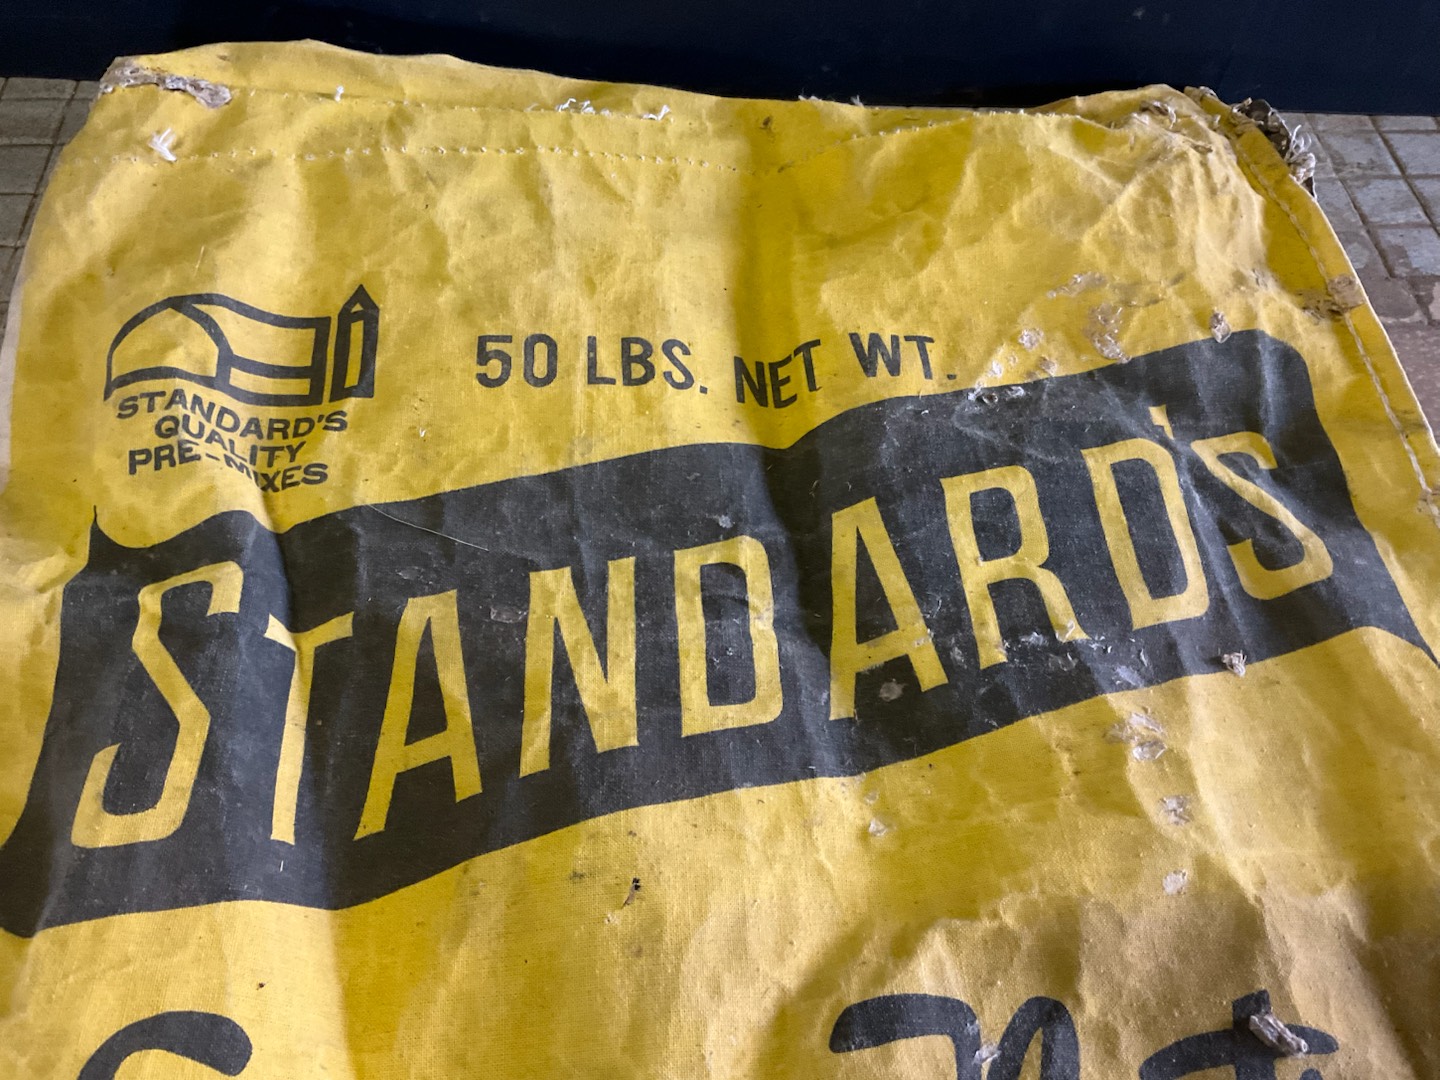 50 LBS. NET WT.
STANDARD'S
QUALITY
PRE-MIXES
STANDARD'S